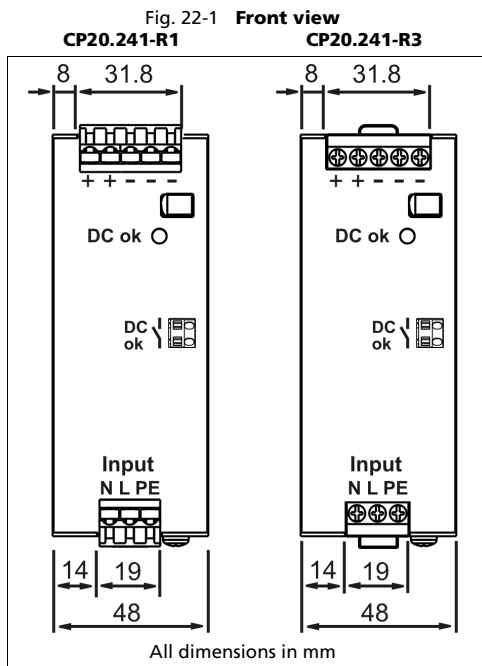 Fig. 22-1 Front view
CP20.241-R1 CP20.241-R3
8 31.8 8 31.8
+ + - - - + + - - -
DC ok DC ok
DC ok DC ok
Input Input
N L PE N L PE
14 19 14 19
48 48
All dimensions in mm